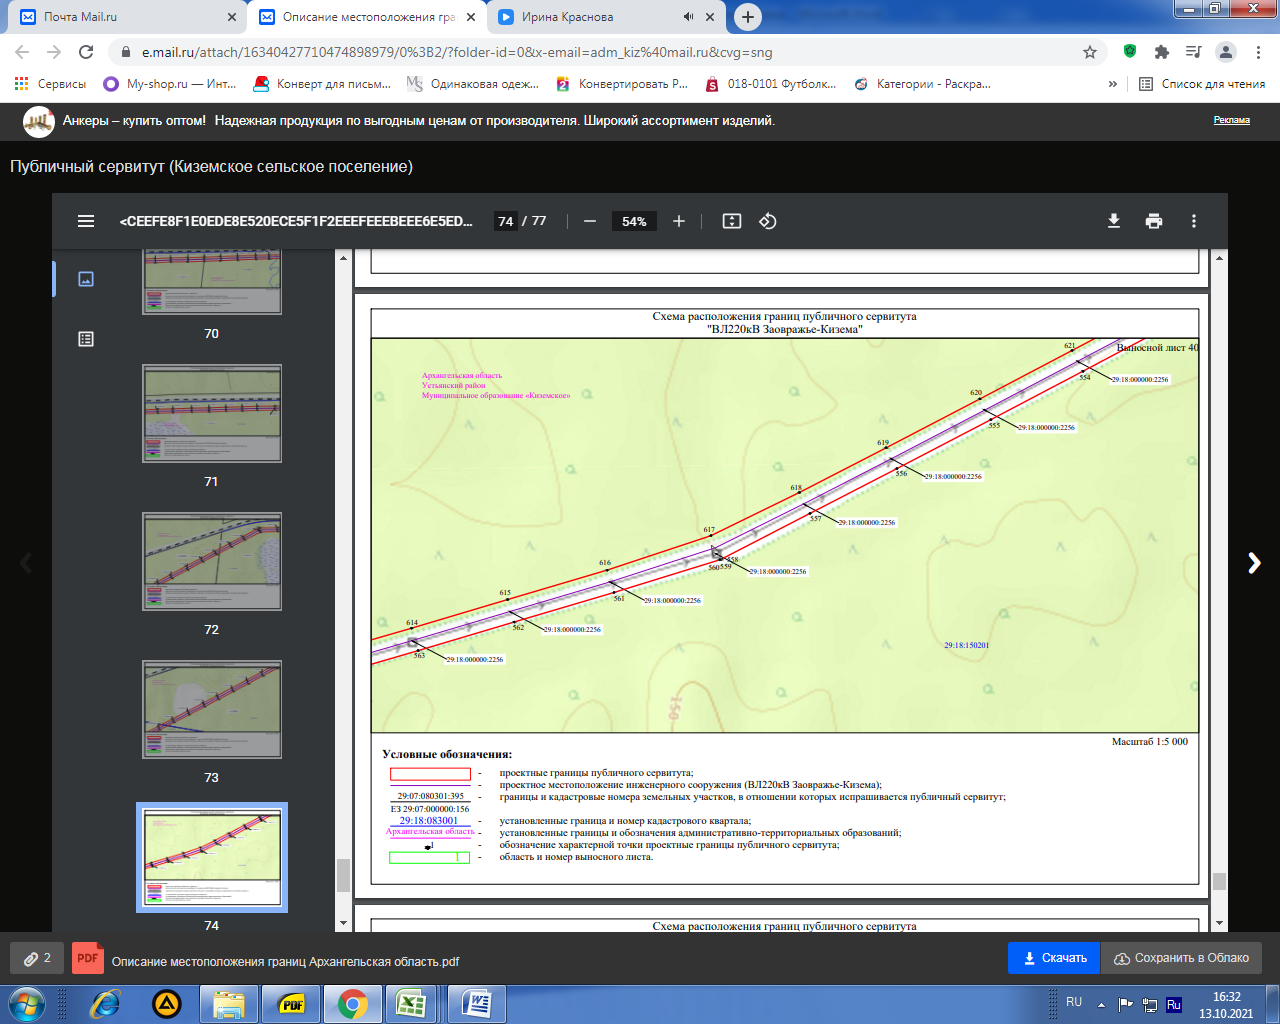 Почта Mail.ru
Описание местоположения гра
Ирина Краснова
e.mail.ru/attach/16340427710474898979/0%3B2/?folder-id=0&x-email=adm_kiz%40mail.ru&cvg=sng
Сервисы
My-shop.ru — Инт...
Конверт для письм...
Одинаковая одеж...
Конвертировать Р...
018-0101 Футболк...
Категории - Раскра...
»
Список для чтения
Анкеры – купить оптом! Надежная продукция по выгодным ценам от производителя. Широкий ассортимент изделий.
Реклама
Публичный сервитут (Киземское сельское поселение)
<CEEFE8F1E0EDE8E520ECE5F1F2EEEFEEEBEEE6E5ED...
74 / 77
54%
70
71
72
73
74
Схема расположения границ публичного сервитута
"ВЛ220кВ Заовражье-Кизема"
Выносной лист 40
Архангельская область
Устьянский район
Муниципальное образование «Киземское»
621
554
29:18:000000:2256
620
555
29:18:000000:2256
619
556
29:18:000000:2256
618
557
29:18:000000:2256
617
558
560
559
29:18:000000:2256
616
561
29:18:000000:2256
615
562
29:18:000000:2256
614
563
29:18:000000:2256
29:18:150201
150
Масштаб 1:5 000
Условные обозначения:
- проектные границы публичного сервитута;
- проектное местоположение инженерного сооружения (ВЛ220кВ Заовражье-Кизема);
29:07:080301:395 - границы и кадастровые номера земельных участков, в отношении которых испрашивается публичный сервитут;
ЕЗ 29:07:000000:156
29:18:083001 - установленные граница и номер кадастрового квартала;
Архангельская область - установленные границы и обозначения административно-территориальных образований;
1 - обозначение характерной точки проектные границы публичного сервитута;
1 - область и номер выносного листа.
Схема расположения границ публичного сервитута
2
PDF
Описание местоположения границ Архангельская область.pdf
Скачать
Сохранить в Облако
PDF
RU
Ru
16:32
13.10.2021